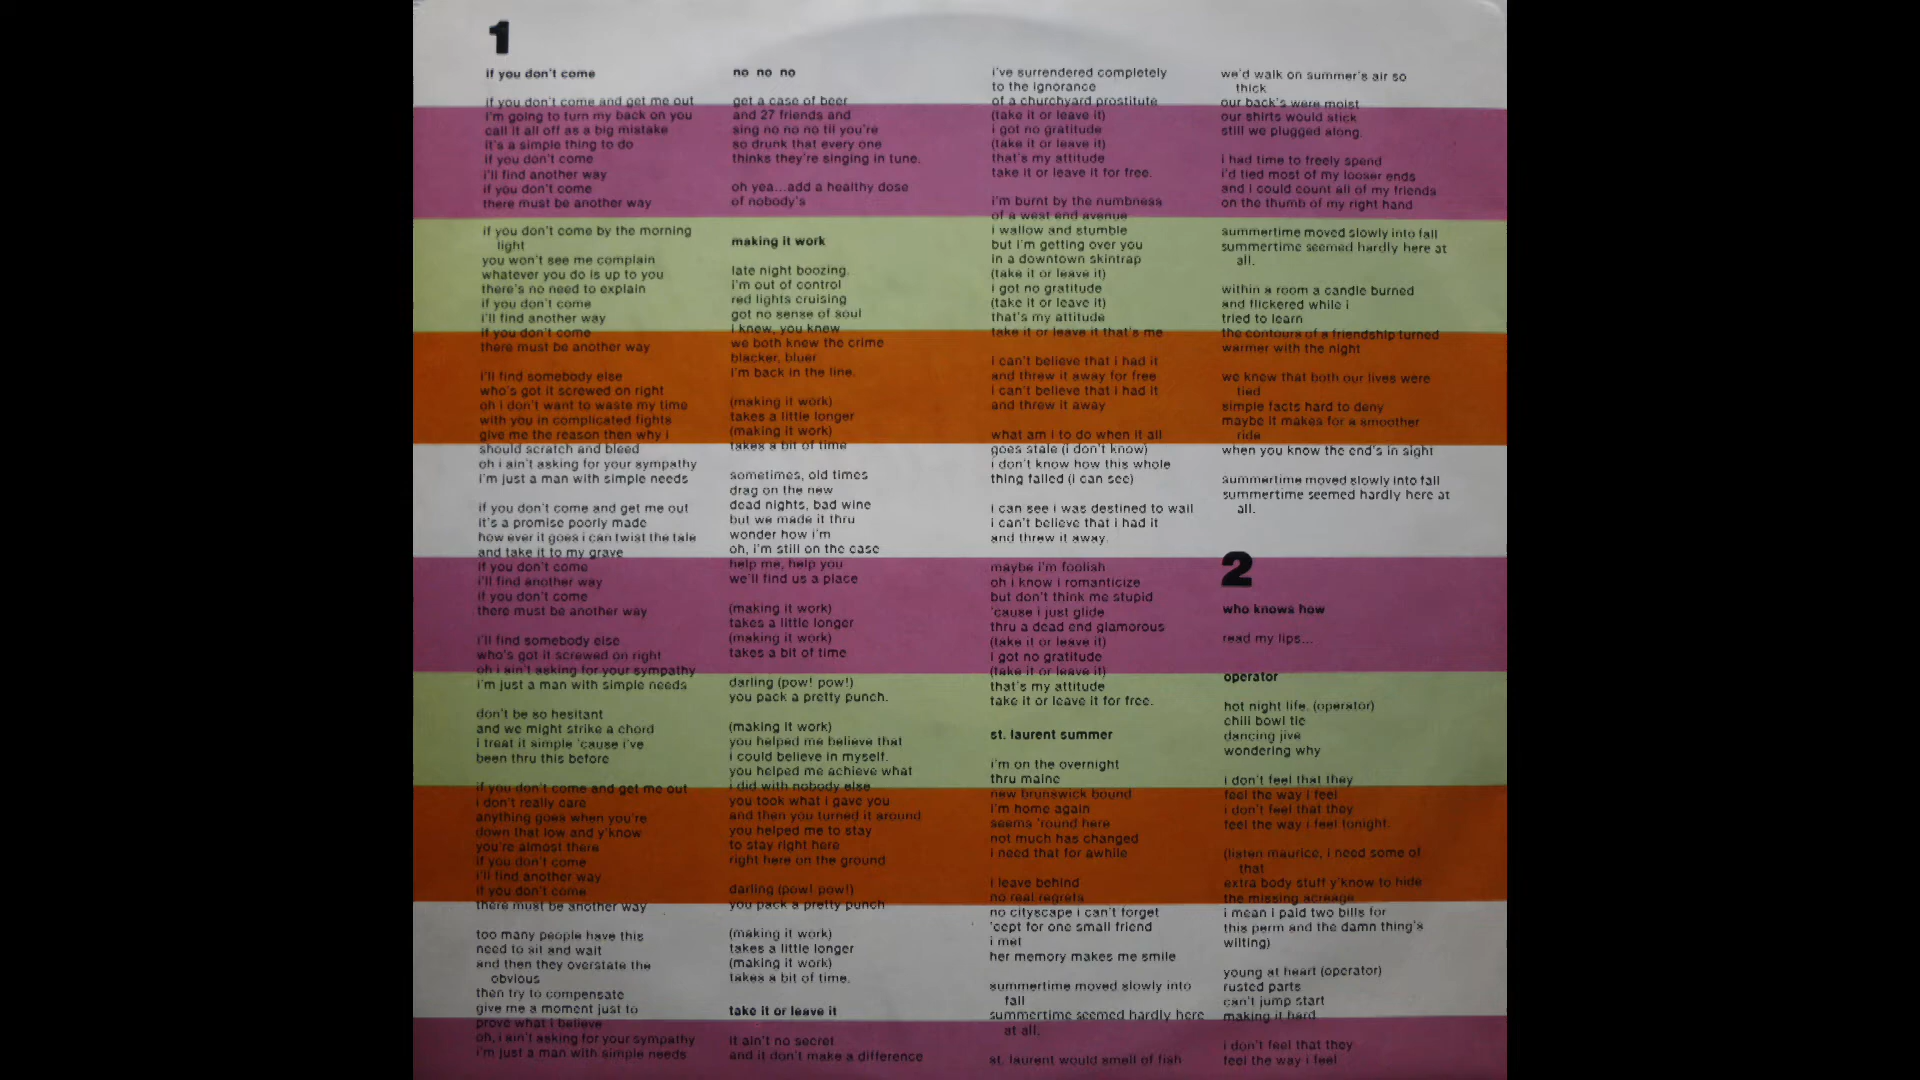 1
if you don't come
if you don't come and get me out
i'm going to turn my back on you
call it all off as a big mistake
it's a simple thing to do
if you don't come
i'll find another way
if you don't come
there must be another way
if you don't come by the morning
light
you won't see me complain
whatever you do is up to you
there's no need to explain
if you don't come
i'll find another way
if you don't come
there must be another way
i'll find somebody else
who's got it screwed on right
oh i don't want to waste my time
with you in complicated fights
give me the reason then why i
should scratch and bleed
oh i ain't asking for your sympathy
i'm just a man with simple needs
if you don't come and get me out
it's a promise poorly made
how ever it goes i can twist the tale
and take it to my grave
if you don't come
i'll find another way
if you don't come
there must be another way
i'll find somebody else
who's got it screwed on right
oh i ain't asking for your sympathy
i'm just a man with simple needs
don't be so hesitant
and we might strike a chord
i treat it simple 'cause i've
been thru this before
if you don't come and get me out
i don't really care
anything goes when you're
down that low and y'know
you're almost there
if you don't come
i'll find another way
if you don't come
there must be another way
too many people have this
need to sit and wait
and then they overstate the
obvious
then try to compensate
give me a moment just to
prove what i believe
oh, i ain't asking for your sympathy
i'm just a man with simple needs
no no no
get a case of beer
and 27 friends and
sing no no no til you're
so drunk that every one
thinks they're singing in tune.
oh yea...add a healthy dose
of nobody's
making it work
late night boozing.
i'm out of control
red lights cruising
got no sense of soul
i knew, you knew
we both knew the crime
blacker, bluer
i'm back in the line.
(making it work)
takes a little longer
(making it work)
takes a bit of time
sometimes, old times
drag on the new
dead nights, bad wine
but we made it thru
wonder how i'm
oh, i'm still on the case
help me, help you
we'll find us a place
(making it work)
takes a little longer
(making it work)
takes a bit of time
darling (pow! pow!)
you pack a pretty punch.
(making it work)
you helped me believe that
i could believe in myself.
you helped me achieve what
i did with nobody else
you took what i gave you
and then you turned it around
you helped me to stay
to stay right here
right here on the ground
darling (pow! pow!)
you pack a pretty punch
(making it work)
takes a little longer
(making it work)
takes a bit of time.
take it or leave it
it ain't no secret
and it don't make a difference
i've surrendered completely
to the ignorance
of a churchyard prostitute
(take it or leave it)
i got no gratitude
(take it or leave it)
that's my attitude
take it or leave it for free.
i'm burnt by the numbness
of a west end avenue
i wallow and stumble
but i'm getting over you
in a downtown skintrap
(take it or leave it)
i got no gratitude
(take it or leave it)
that's my attitude
take it or leave it that's me
i can't believe that i had it
and threw it away for free
i can't believe that i had it
and threw it away
what am i to do when it all
goes stale (i don't know)
i don't know how this whole
thing failed (i can see)
i can see i was destined to wail
i can't believe that i had it
and threw it away.
maybe i'm foolish
oh i know i romanticize
but don't think me stupid
'cause i just glide
thru a dead end glamorous
(take it or leave it)
i got no gratitude
(take it or leave it)
that's my attitude
take it or leave it for free.
st. laurent summer
i'm on the overnight
thru maine
new brunswick bound
i'm home again
seems 'round here
not much has changed
i need that for awhile
i leave behind
no real regrets
no cityscape i can't forget
'cept for one small friend
i met
her memory makes me smile
summertime moved slowly into
fall
summertime seemed hardly here
at all.
st. laurent would smell of fish
we'd walk on summer's air so
thick
our back's were moist
our shirts would stick
still we plugged along.
i had time to freely spend
i'd tied most of my looser ends
and i could count all of my friends
on the thumb of my right hand
summertime moved slowly into fall
summertime seemed hardly here at
all.
within a room a candle burned
and flickered while i
tried to learn
the contours of a friendship turned
warmer with the night
we knew that both our lives were
tied
simple facts hard to deny
maybe it makes for a smoother
ride
when you know the end's in sight
summertime moved slowly into fall
summertime seemed hardly here at
all.
2
who knows how
read my lips...
operator
hot night life. (operator)
chili bowl tie
dancing jive
wondering why
i don't feel that they
feel the way i feel
i don't feel that they
feel the way i feel tonight.
(listen maurice, i need some of
that
extra body stuff y'know to hide
the missing acreage
i mean i paid two bills for
this perm and the damn thing's
wilting)
young at heart (operator)
rusted parts
can't jump start
making it hard
i don't feel that they
feel the way i feel